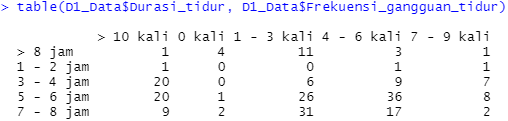 > table(D1_Data$Durasi_tidur, D1_Data$Frekuensi_gangguan_tidur)
> 10 kali 0 kali 1 - 3 kali 4 - 6 kali 7 - 9 kali
> 8 jam 1 4 11 3 1
1 - 2 jam 1 0 0 1 1
3 - 4 jam 20 0 6 9 7
5 - 6 jam 20 1 26 36 8
7 - 8 jam 9 2 31 17 2